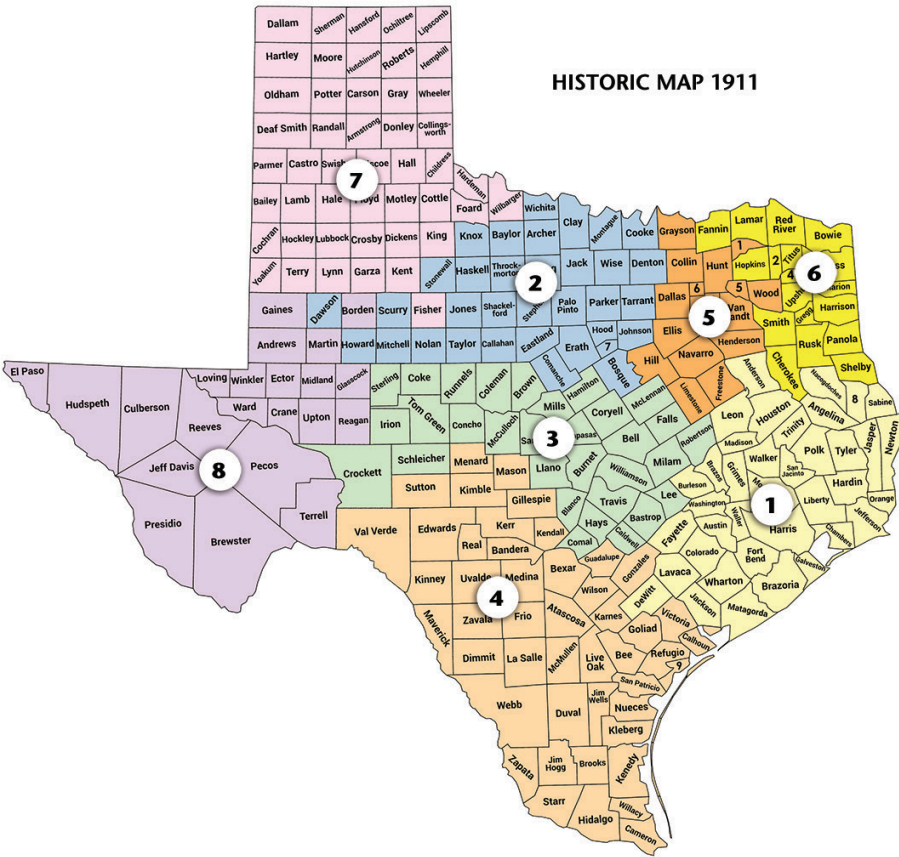 HISTORIC MAP 1911
Dallam Sherman Hansford Ochiltree Lipscomb
Hartley Moore Hutchinson Roberts Hemphill
Oldham Potter Carson Gray Wheeler
Deaf Smith Randall Armstrong Donley Collings-
worth
Parmer Castro Hall Childress
7
Bailey Lamb Hale Motley Cottle Hardeman
Foard Wilbarger Wichita
Cochran Hockley Lubbock Crosby Dickens King
Knox Baylor Archer Clay Montague Cooke Grayson Fannin Lamar Red
River Bowie
Yoakum Terry Lynn Garza Kent Stonewall Haskell Throck-
Jack Wise Denton Collin Hunt 1
Hopkins 2 Titus 4
2
6
Gaines Dawson Borden Scurry Fisher Jones Shackel-
ford Palo
Pinto Parker Tarrant Dallas 6 5 Wood Harrison
5
Andrews Martin Howard Mitchell Nolan Taylor Callahan Eastland Erath Hood 7 Johnson Ellis Henderson Smith Gregg Rusk Panola
El Paso Hudspeth Culberson Loving Winkler Ector Midland Glasscock Sterling Coke Runnels Coleman Brown Comanche Hamilton Bosque Hill Navarro Freestone Limestone Anderson Cherokee Nacogdoches Shelby
Reeves Ward Crane Upton Reagan Irion Tom Green Concho McCulloch Mills Coryell McLennan Falls Leon Houston Angelina 8 Sabine
3
Jeff Davis Pecos Crockett Schleicher Menard Mason Llano Burnet Bell Robertson Madison Walker Trinity Polk Tyler Jasper Newton
8
Sutton Kimble Gillespie Williamson Milam Burleson Brazos Grimes San
Jacinto Hardin
1
Presidio Brewster Terrell Val Verde Edwards Kerr Kendall Blanco Travis Hays Bastrop Lee Washington Waller Harris Liberty Orange Jefferson Chambers
Real Bandera Comal Caldwell Fayette Austin
Kinney Uvalde Medina Bexar Guadalupe Gonzales Colorado Fort
Bend Galveston
4
Wilson Lavaca Wharton Brazoria
Maverick Zavala Frio Atascosa Karnes DeWitt Jackson Matagorda
Dimmit La Salle McMullen Live
Oak Bee Goliad Victoria Refugio Calhoun 9
San Patricio
Webb Duval Jim
Wells Nueces
Kleberg
Zapata Jim
Hogg Brooks Kenedy
Starr Hidalgo Willacy
Cameron